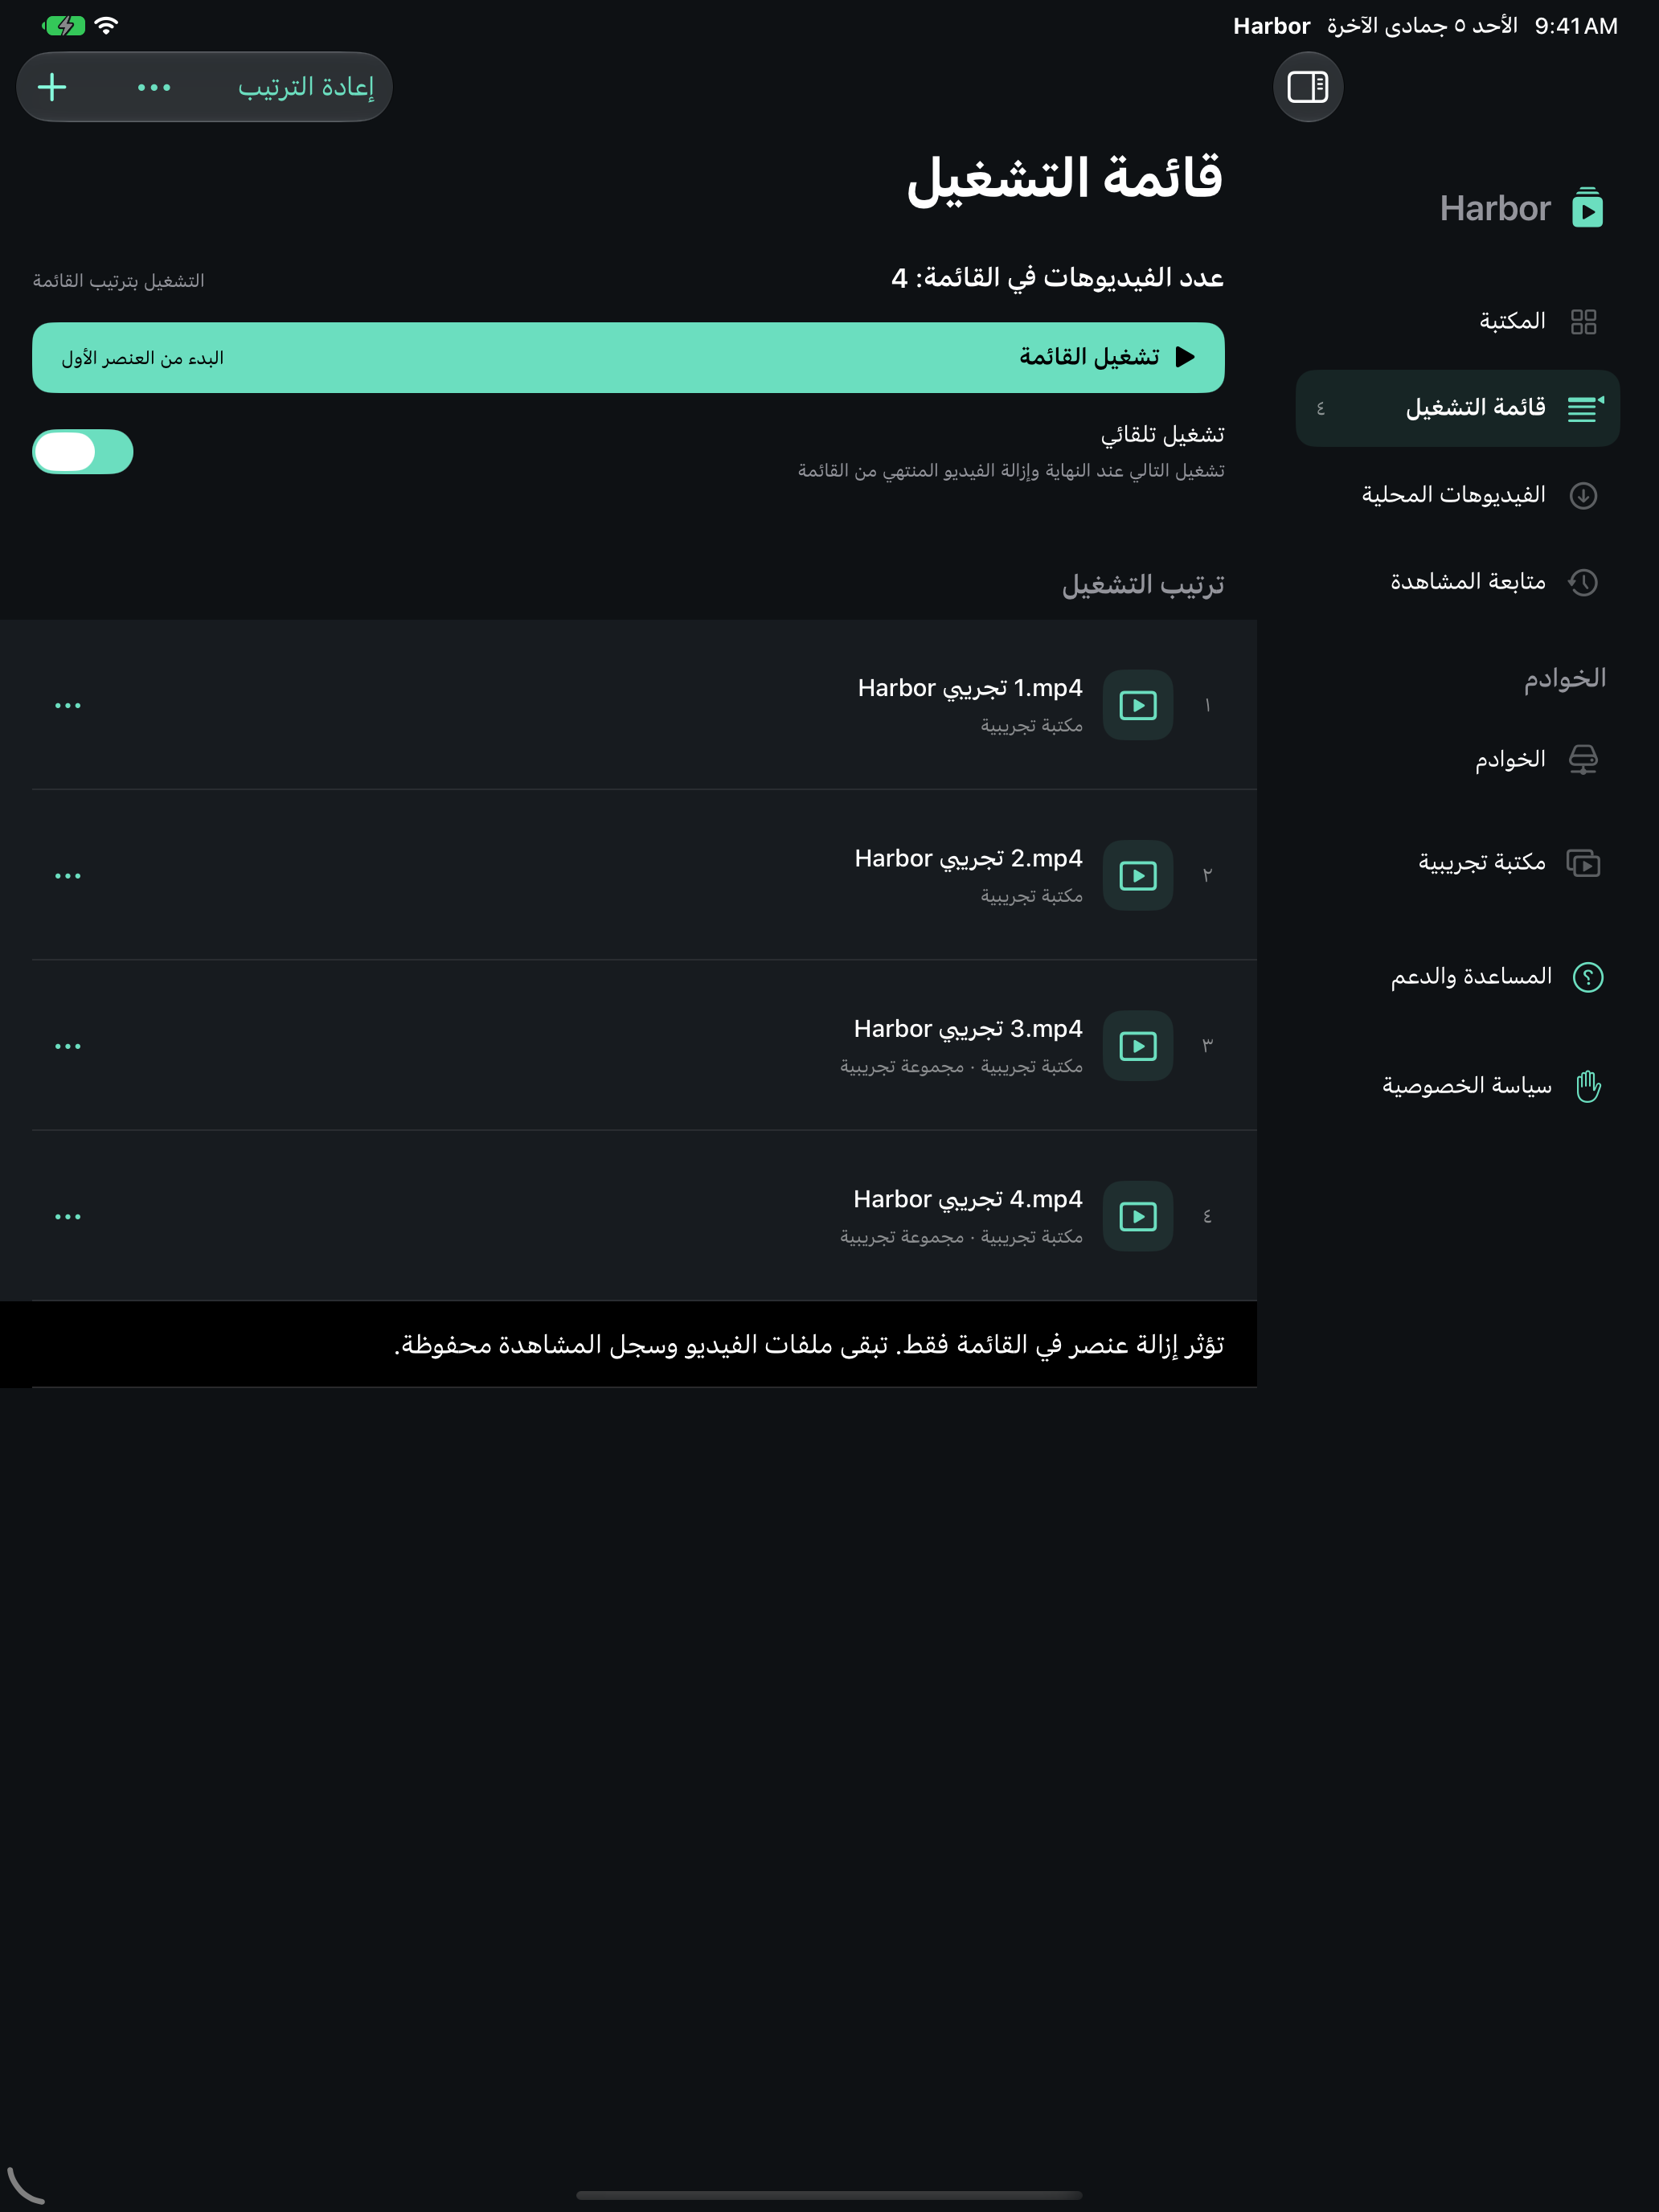 9:41 AM الأحد ٥ جمادى الآخرة Harbor
إعادة الترتيب
Harbor
المكتبة
قائمة التشغيل ٤
الفيديوهات المحلية
متابعة المشاهدة
الخوادم
الخوادم
مكتبة تجريبية
المساعدة والدعم
سياسة الخصوصية
قائمة التشغيل
عدد الفيديوهات في القائمة: 4
التشغيل بترتيب القائمة
تشغيل القائمة
البدء من العنصر الأول
تشغيل تلقائي
تشغيل التالي عند النهاية وإزالة الفيديو المنتهي من القائمة
ترتيب التشغيل
١
Harbor تجريبي 1.mp4
مكتبة تجريبية
٢
Harbor تجريبي 2.mp4
مكتبة تجريبية
٣
Harbor تجريبي 3.mp4
مكتبة تجريبية · مجموعة تجريبية
٤
Harbor تجريبي 4.mp4
مكتبة تجريبية · مجموعة تجريبية
تؤثر إزالة عنصر في القائمة فقط. تبقى ملفات الفيديو وسجل المشاهدة محفوظة.